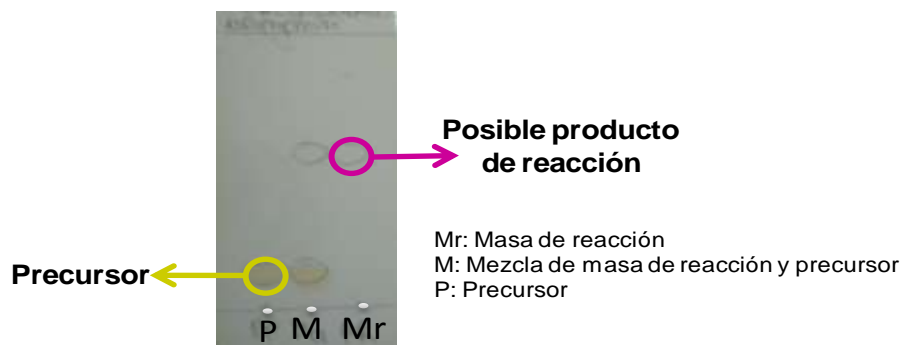 Posible producto
de reacción
Mr: Masa de reacción
M: Mezcla de masa de reacción y precursor
P: Precursor
Precursor
P M Mr